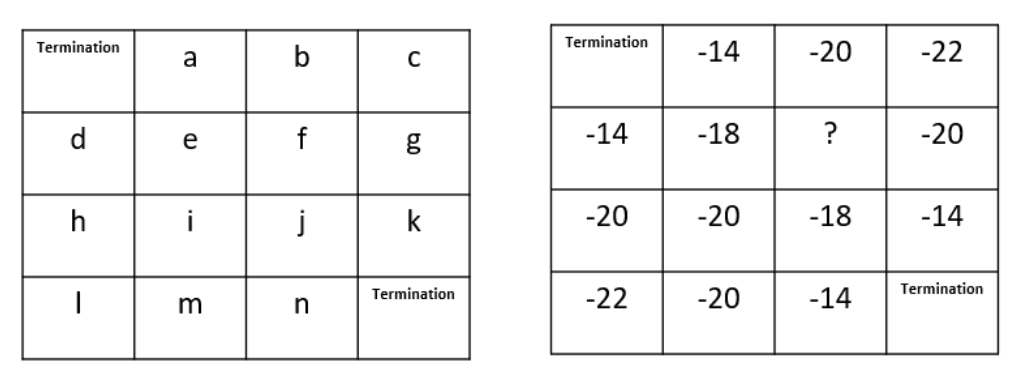 Termination a b c
d e f g
h i j k
l m n Termination
Termination -14 -20 -22
-14 -18 ? -20
-20 -20 -18 -14
-22 -20 -14 Termination